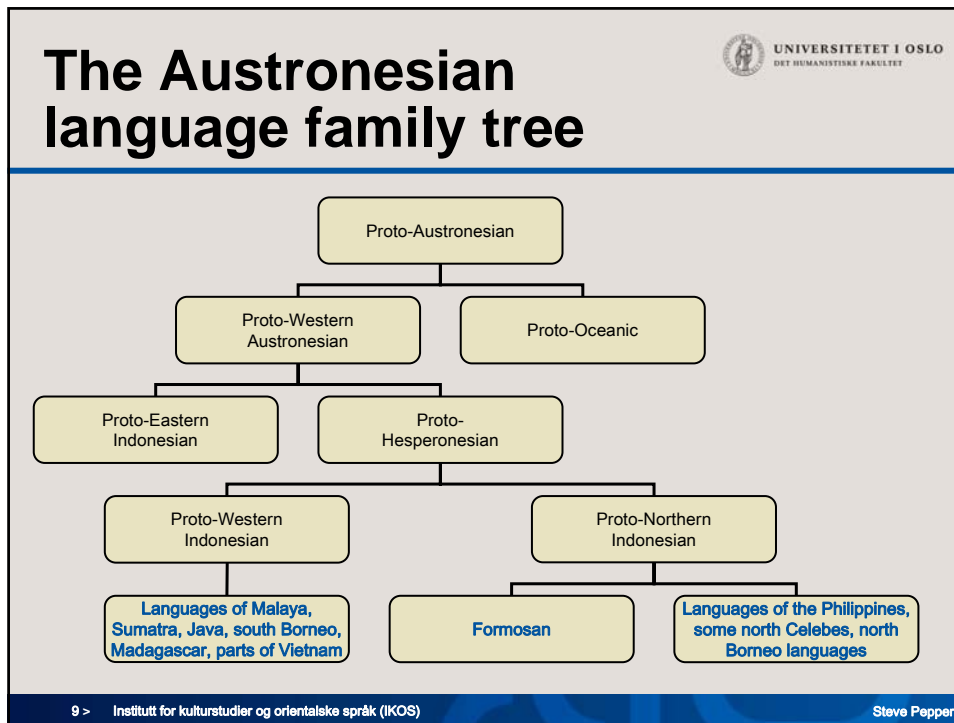 The Austronesian
language family tree
UNIVERSITETET I OSLO
DET HUMANISTISKE FAKULTET
Proto-Austronesian
Proto-Western
Austronesian
Proto-Oceanic
Proto-Eastern
Indonesian
Proto-
Hesperonesian
Proto-Western
Indonesian
Proto-Northern
Indonesian
Languages of Malaya,
Sumatra, Java, south Borneo,
Madagascar, parts of Vietnam
Formosan
Languages of the Philippines,
some north Celebes, north
Borneo languages
9 > Institutt for kulturstudier og orientalske språk (IKOS) Steve Pepper